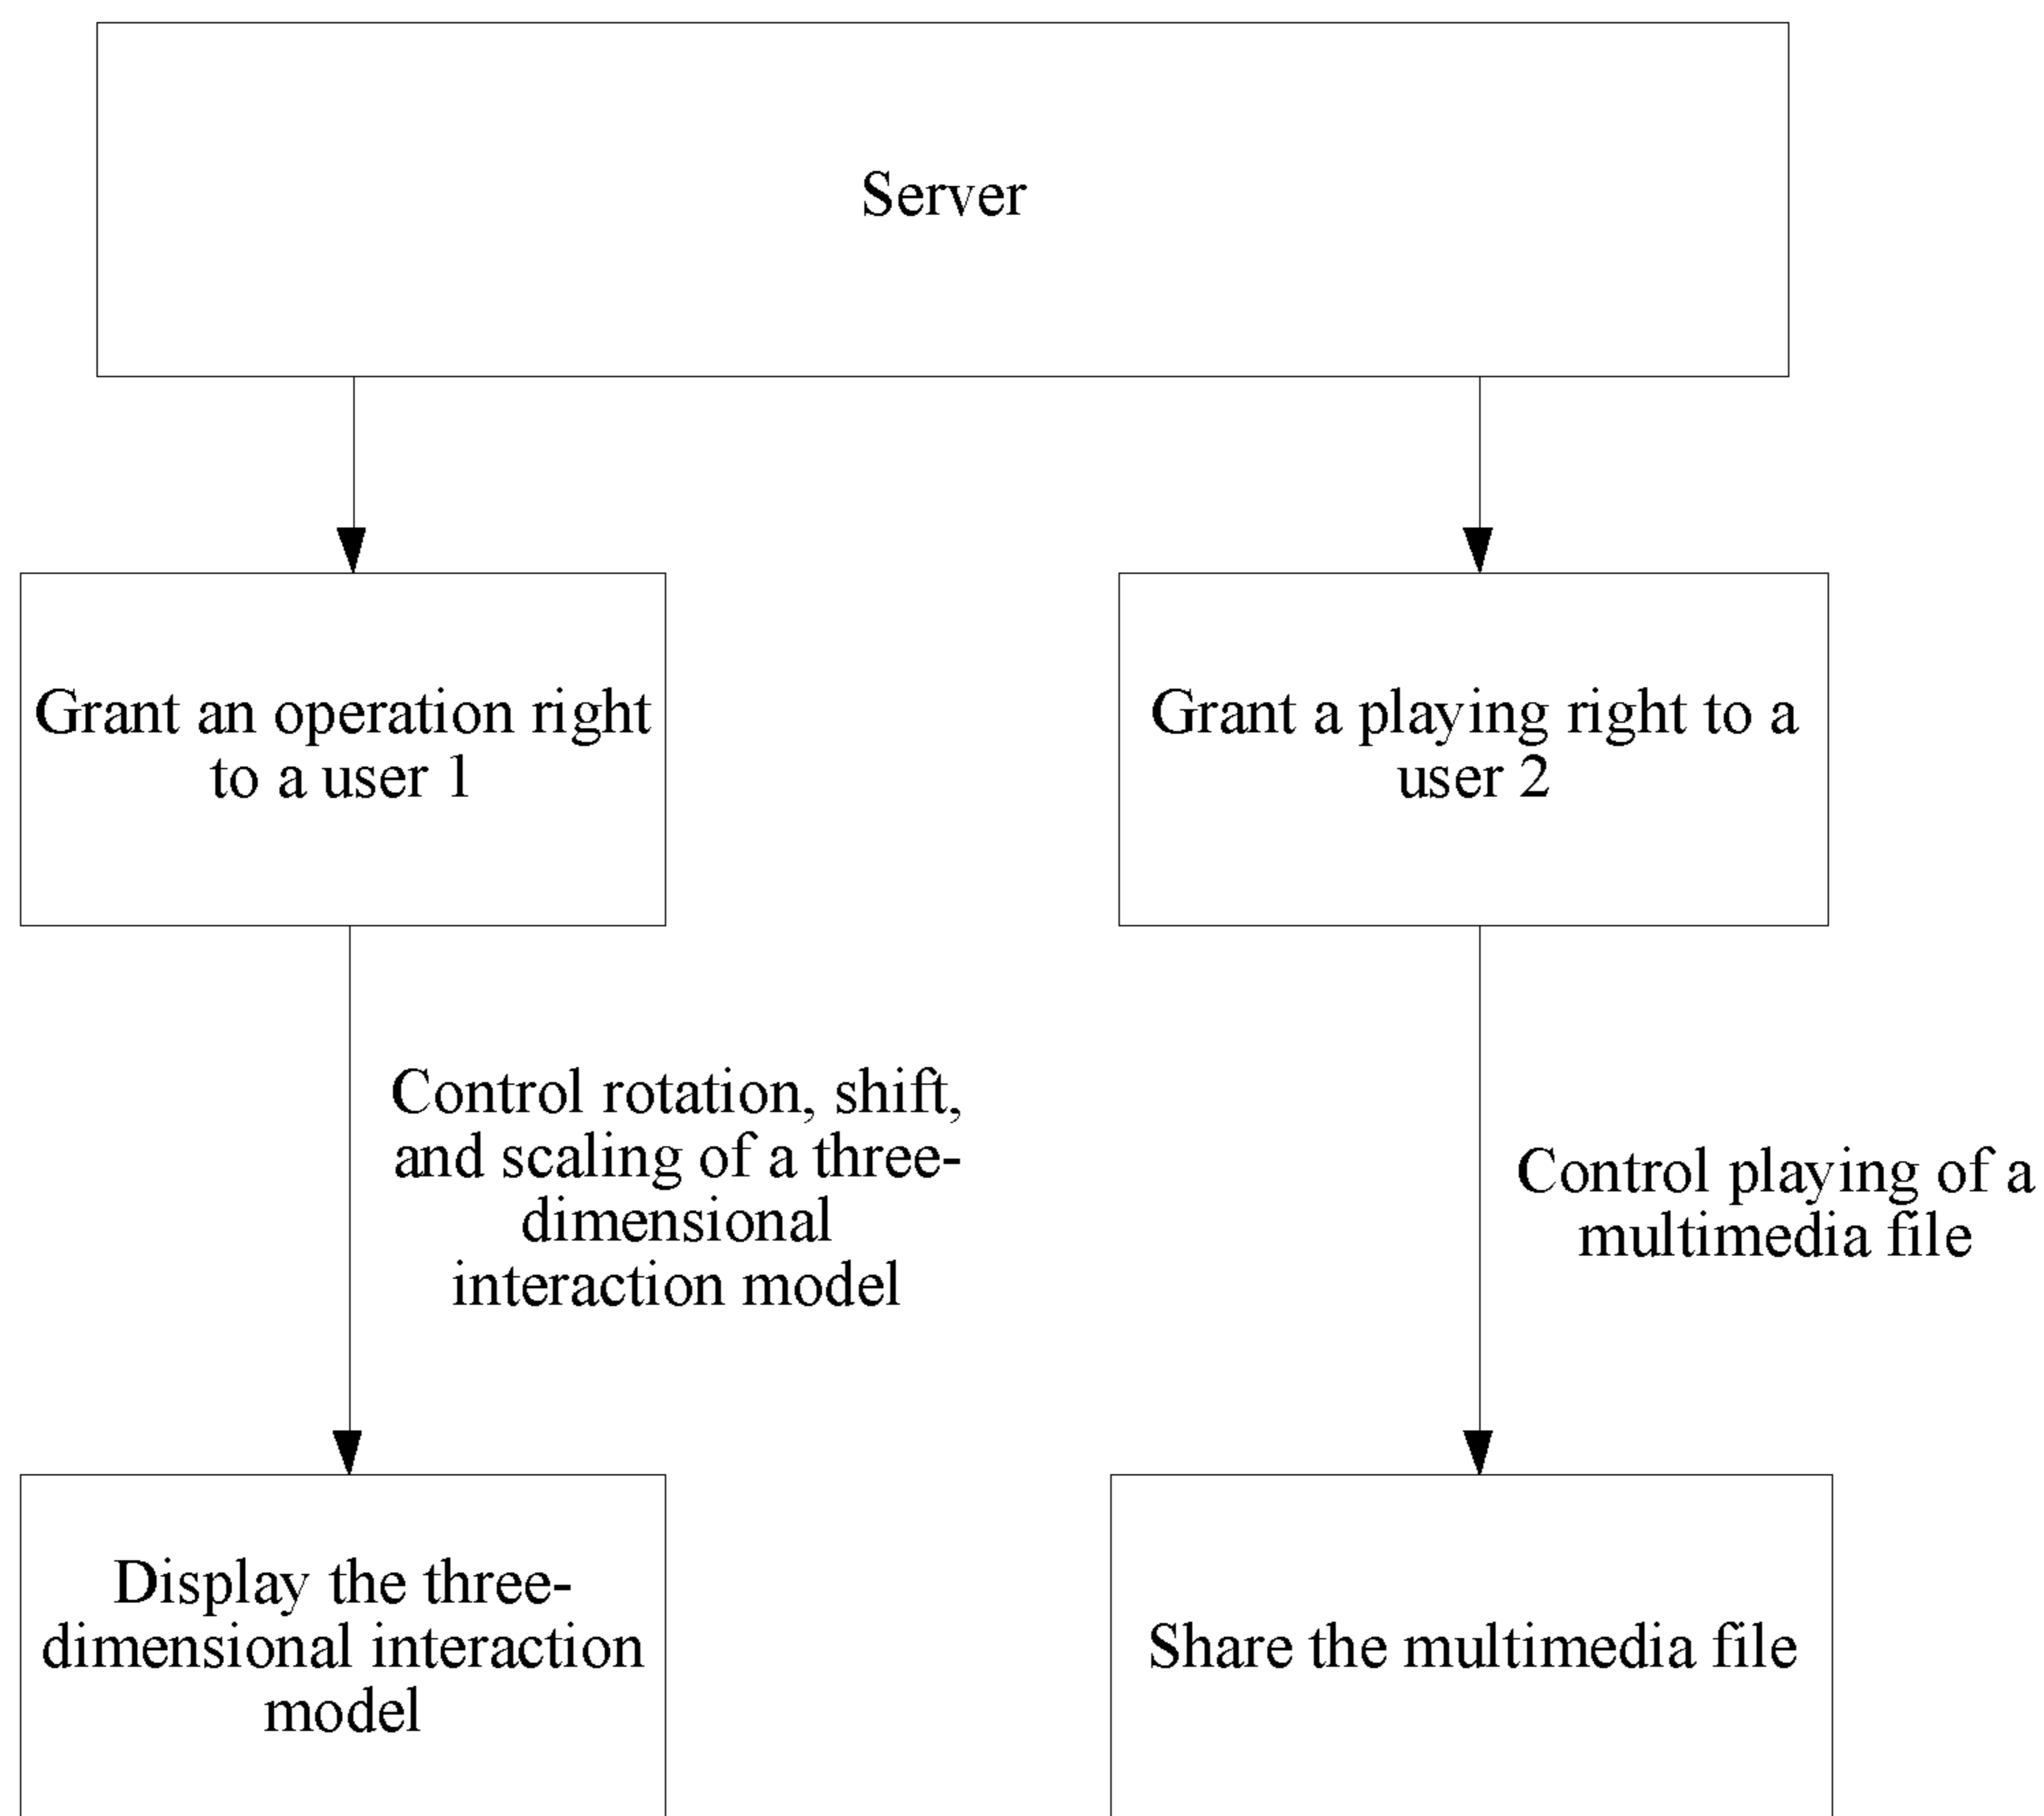 Server
Grant an operation right
to a user 1
Grant a playing right to a
user 2
Control rotation, shift,
and scaling of a three-
dimensional
interaction model
Control playing of a
multimedia file
Display the three-
dimensional interaction
model
Share the multimedia file